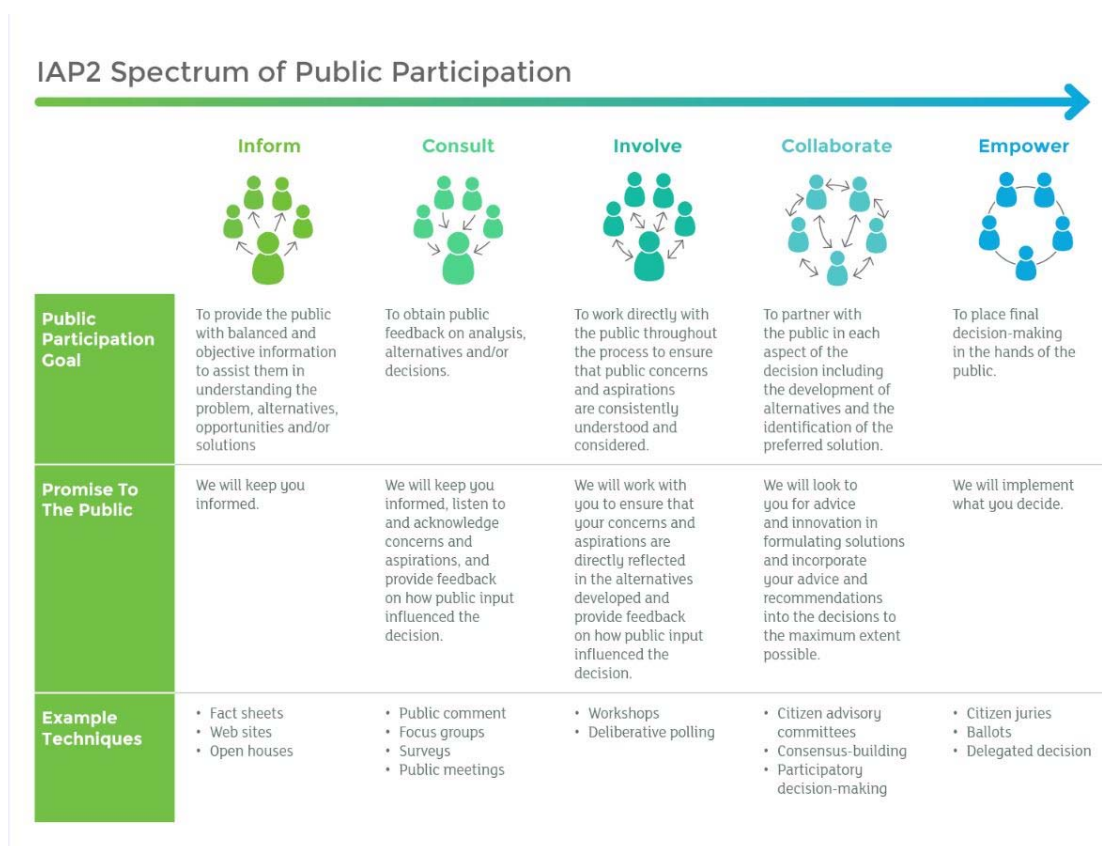 IAP2 Spectrum of Public Participation
Inform
Consult
Involve
Collaborate
Empower
Public
Participation
Goal
To provide the public
with balanced and
objective information
to assist them in
understanding the
problem, alternatives,
opportunities and/or
solutions
To obtain public
feedback on analysis,
alternatives and/or
decisions.
To work directly with
the public throughout
the process to ensure
that public concerns
and aspirations
are consistently
understood and
considered.
To partner with
the public in each
aspect of the
decision including
the development of
alternatives and the
identification of the
preferred solution.
To place final
decision-making
in the hands of the
public.
Promise To
The Public
We will keep you
informed.
We will keep you
informed, listen to
and acknowledge
concerns and
aspirations, and
provide feedback
on how public input
influenced the
decision.
We will work with
you to ensure that
your concerns and
aspirations are
directly reflected
in the alternatives
developed and
provide feedback
on how public input
influenced the
decision.
We will look to
you for advice
and innovation in
formulating solutions
and incorporate
your advice and
recommendations
into the decisions to
the maximum extent
possible.
We will implement
what you decide.
Example
Techniques
• Fact sheets
• Web sites
• Open houses
• Public comment
• Focus groups
• Surveys
• Public meetings
• Workshops
• Deliberative polling
• Citizen advisory
committees
• Consensus-building
• Participatory
decision-making
• Citizen juries
• Ballots
• Delegated decision